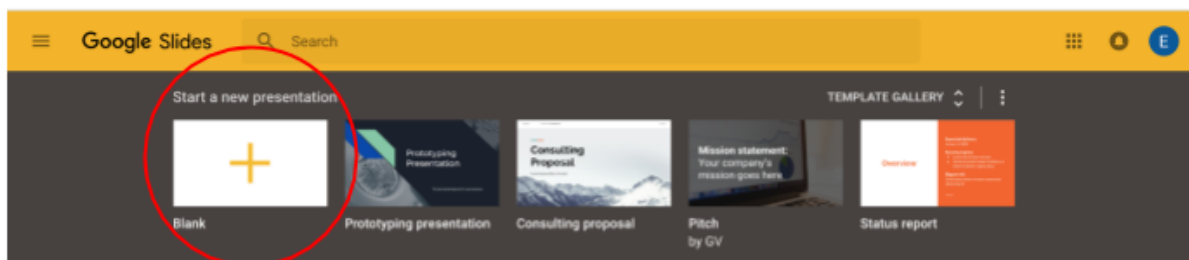 Google Slides
Search
E
Start a new presentation
TEMPLATE GALLERY
Prototyping
Presentation
Consulting
Proposal
Mission statement:
Your company's
mission goes here
Overview
Blank
Prototyping presentation
Consulting proposal
Pitch
by GV
Status report